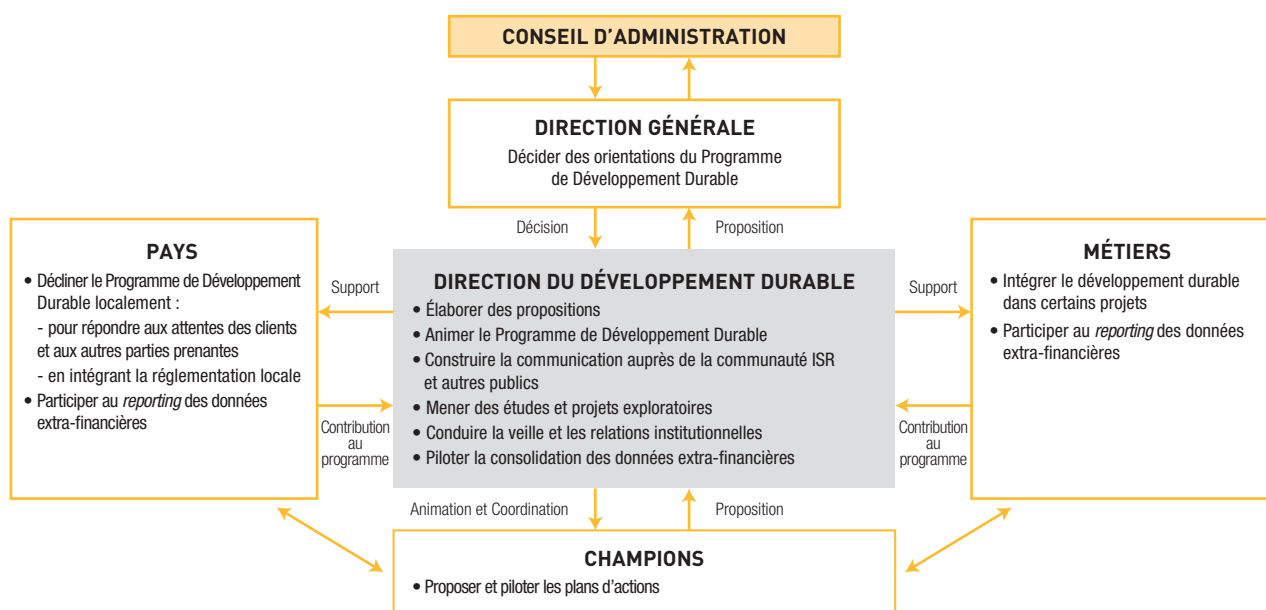 CONSEIL D'ADMINISTRATION
DIRECTION GÉNÉRALE
Décider des orientations du Programme
de Développement Durable
Décision
Proposition
PAYS
• Décliner le Programme de Développement
Durable localement :
- pour répondre aux attentes des clients
et aux autres parties prenantes
- en intégrant la réglementation locale
• Participer au reporting des données
extra-financières
Support
Contribution
au
programme
DIRECTION DU DÉVELOPPEMENT DURABLE
• Élaborer des propositions
• Animer le Programme de Développement Durable
• Construire la communication auprès de la communauté ISR
et autres publics
• Mener des études et projets exploratoires
• Conduire la veille et les relations institutionnelles
• Piloter la consolidation des données extra-financières
Support
Contribution
au
programme
MÉTIERS
• Intégrer le développement durable
dans certains projets
• Participer au reporting des données
extra-financières
Animation et Coordination
Proposition
CHAMPIONS
• Proposer et piloter les plans d'actions